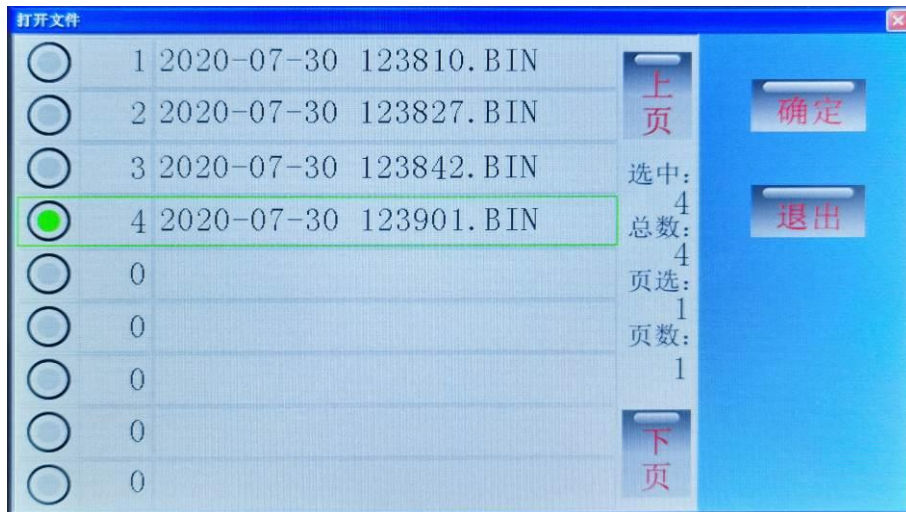 打开文件
1 2020-07-30 123810.BIN
2 2020-07-30 123827.BIN
3 2020-07-30 123842.BIN
4 2020-07-30 123901.BIN
0
0
0
0
0
上页
选中:
4
总数:
4
页选:
1
页数:
1
下页
确定
退出